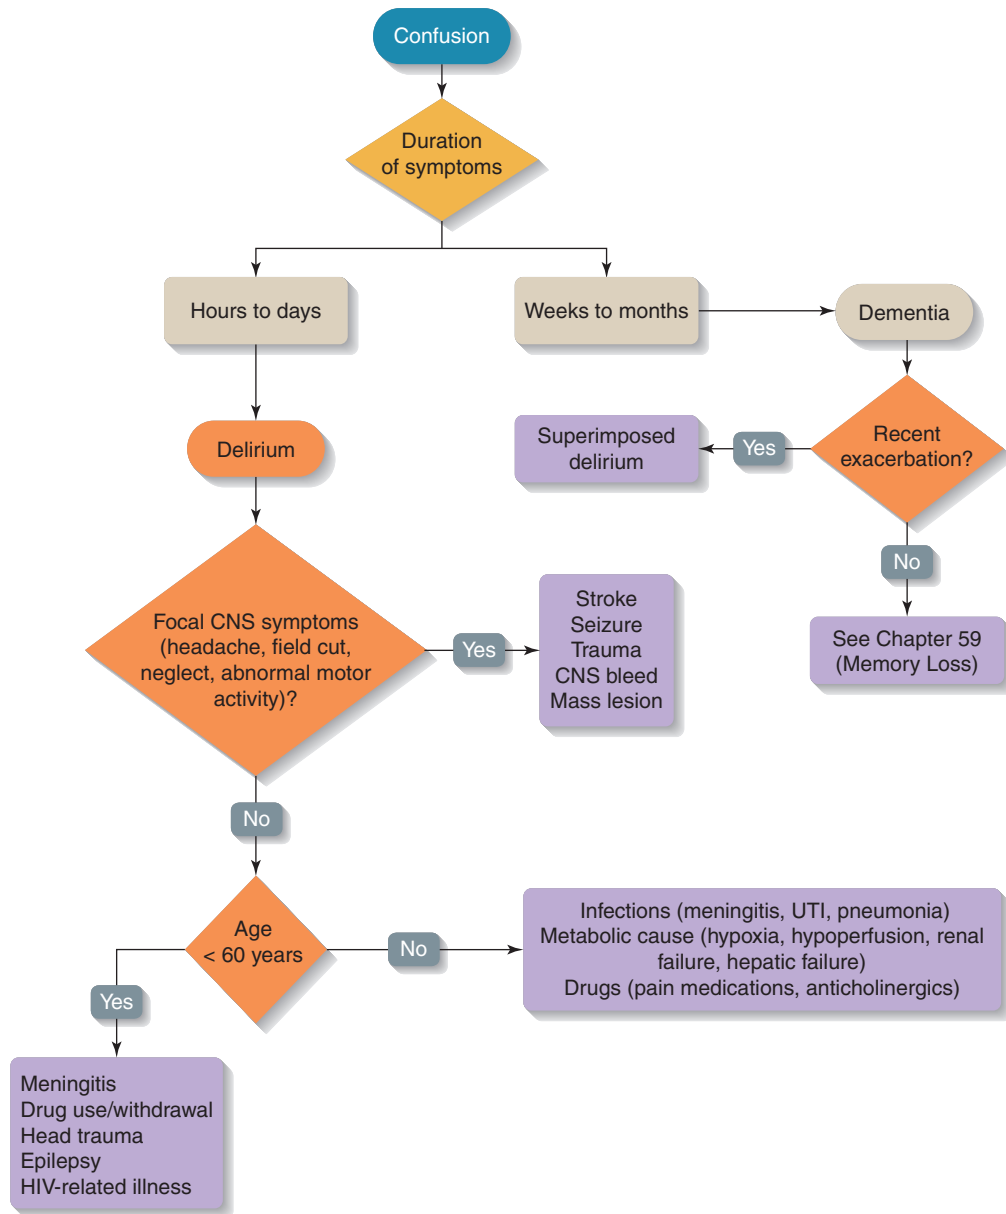 Confusion
Duration
of symptoms
Hours to days
Weeks to months
Dementia
Delirium
Superimposed
delirium
Yes
Recent
exacerbation?
No
Focal CNS symptoms
(headache, field cut,
neglect, abnormal motor
activity)?
Yes
Stroke
Seizure
Trauma
CNS bleed
Mass lesion
See Chapter 59
(Memory Loss)
No
Age
< 60 years
No
Infections (meningitis, UTI, pneumonia)
Metabolic cause (hypoxia, hypoperfusion, renal
failure, hepatic failure)
Drugs (pain medications, anticholinergics)
Yes
Meningitis
Drug use/withdrawal
Head trauma
Epilepsy
HIV-related illness